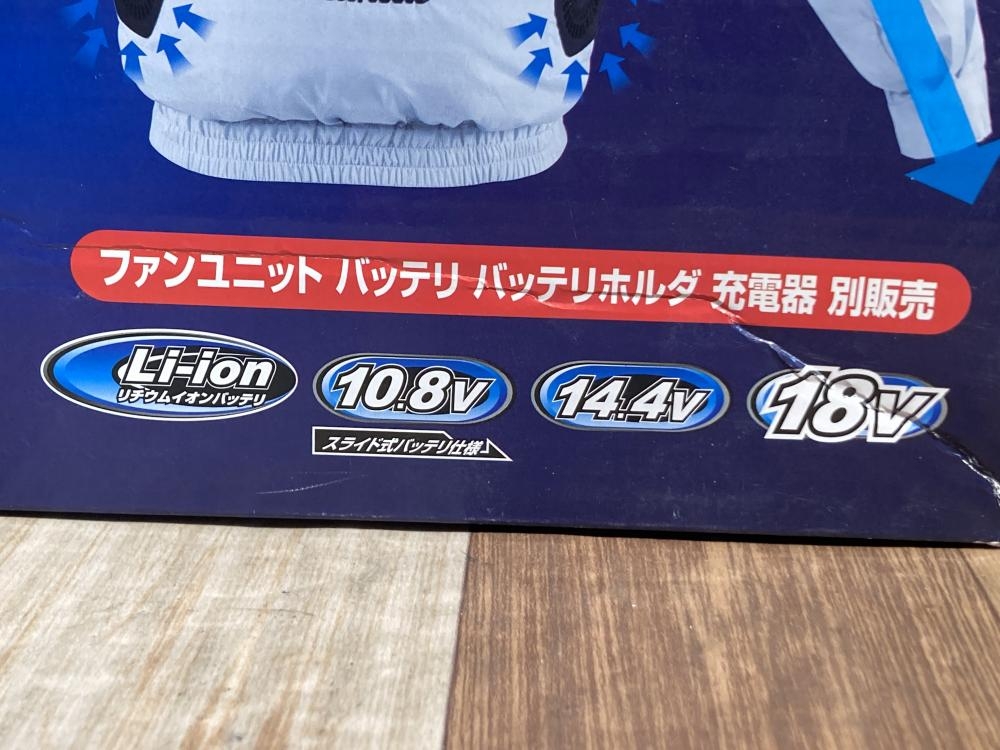 ファンユニット バッテリ バッテリホルダ 充電器 別販売
Li-ion
リチウムイオンバッテリ
10.8V
スライド式バッテリ仕様
14.4V
18V